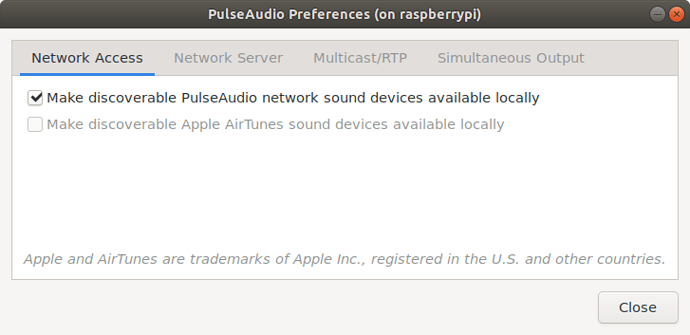 PulseAudio Preferences (on raspberrypi)
Network Access Network Server Multicast/RTP Simultaneous Output
Make discoverable PulseAudio network sound devices available locally
Make discoverable Apple AirTunes sound devices available locally
Apple and AirTunes are trademarks of Apple Inc., registered in the U.S. and other countries.
Close